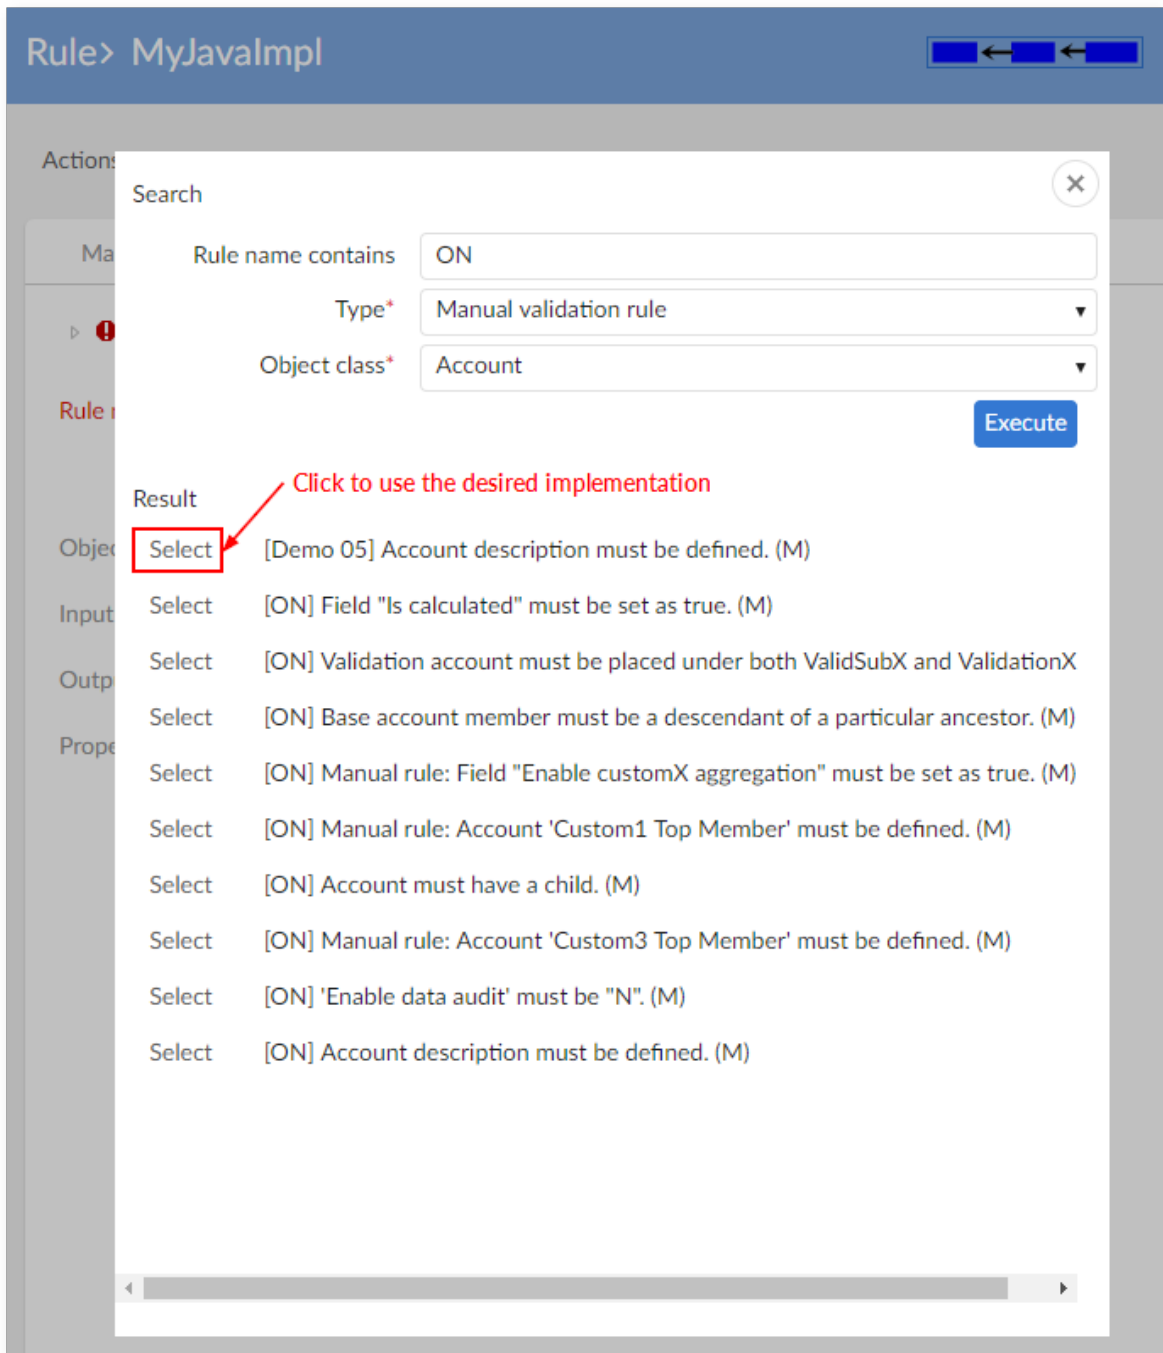 Rule> MyJavaImpl
Actions
Search
Ma
Rule name contains ON
Type* Manual validation rule
Object class* Account
Rule
Execute
Click to use the desired implementation
Result
Objec
Select [Demo 05] Account description must be defined. (M)
Select [ON] Field "Is calculated" must be set as true. (M)
Input
Select [ON] Validation account must be placed under both ValidSubX and ValidationX
Outp
Select [ON] Base account member must be a descendant of a particular ancestor. (M)
Prope
Select [ON] Manual rule: Field "Enable customX aggregation" must be set as true. (M)
Select [ON] Manual rule: Account 'Custom1 Top Member' must be defined. (M)
Select [ON] Account must have a child. (M)
Select [ON] Manual rule: Account 'Custom3 Top Member' must be defined. (M)
Select [ON] 'Enable data audit' must be "N". (M)
Select [ON] Account description must be defined. (M)